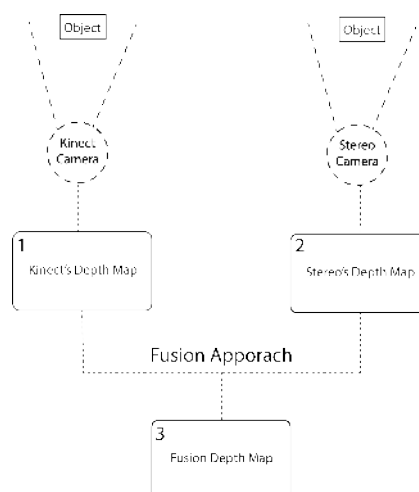 Object
Object
Kinect
Camera
Stereo
Camera
1
Kinect's Depth Map
2
Stereo's Depth Map
Fusion Apporach
3
Fusion Depth Map